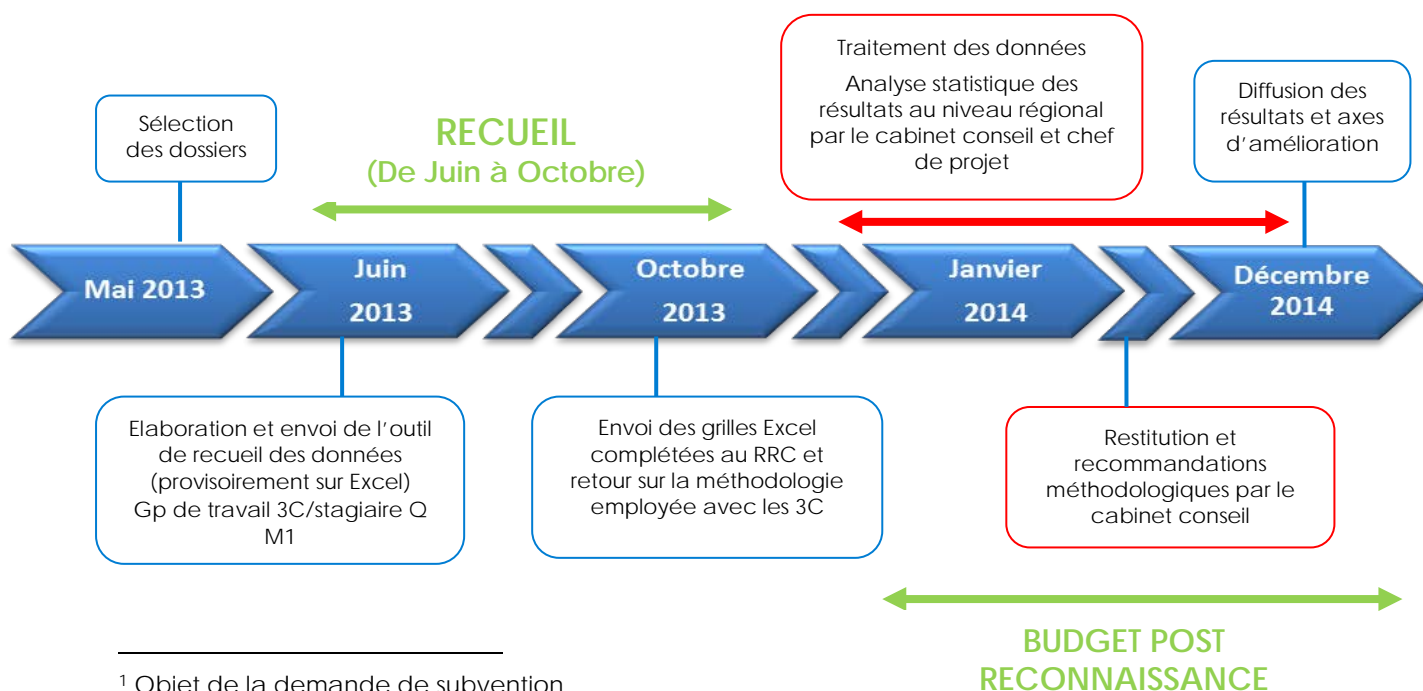 Traitement des données
Analyse statistique des
résultats au niveau régional
par le cabinet conseil et chef
de projet
Diffusion des
résultats et axes
d'amélioration
Sélection
des dossiers
RECUEIL
(De Juin à Octobre)
Mai 2013
Juin
2013
Octobre
2013
Janvier
2014
Décembre
2014
Elaboration et envoi de l'outil
de recueil des données
(provisoirement sur Excel)
Gp de travail 3C/stagiaire Q
M1
Envoi des grilles Excel
complétées au RRC et
retour sur la méthodologie
employée avec les 3C
Restitution et
recommandations
méthodologiques par le
cabinet conseil
BUDGET POST
RECONNAISSANCE
¹ Objet de la demande de subvention